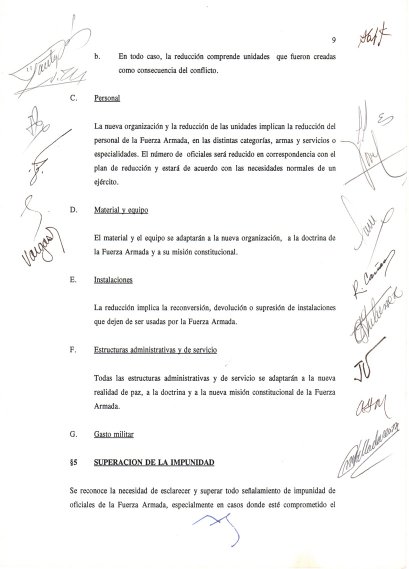 9
b. En todo caso, la reducción comprende unidades que fueron creadas
como consecuencia del conflicto.
C. Personal
La nueva organización y la reducción de las unidades implican la reducción del
personal de la Fuerza Armada, en las distintas categorías, armas y servicios o
especialidades. El número de oficiales será reducido en correspondencia con el
plan de reducción y estará de acuerdo con las necesidades normales de un
ejército.
D. Material y equipo
El material y el equipo se adaptarán a la nueva organización, a la doctrina de
la Fuerza Armada y a su misión constitucional.
Vargas
E. Instalaciones
La reducción implica la reconversión, devolución o supresión de instalaciones
que dejen de ser usadas por la Fuerza Armada.
F. Estructuras administrativas y de servicio
Todas las estructuras administrativas y de servicio se adaptarán a la nueva
realidad de paz, a la doctrina y a la nueva misión constitucional de la Fuerza
Armada.
G. Gasto militar
§5 SUPERACION DE LA IMPUNIDAD
Se reconoce la necesidad de esclarecer y superar todo señalamiento de impunidad de
oficiales de la Fuerza Armada, especialmente en casos donde esté comprometido el